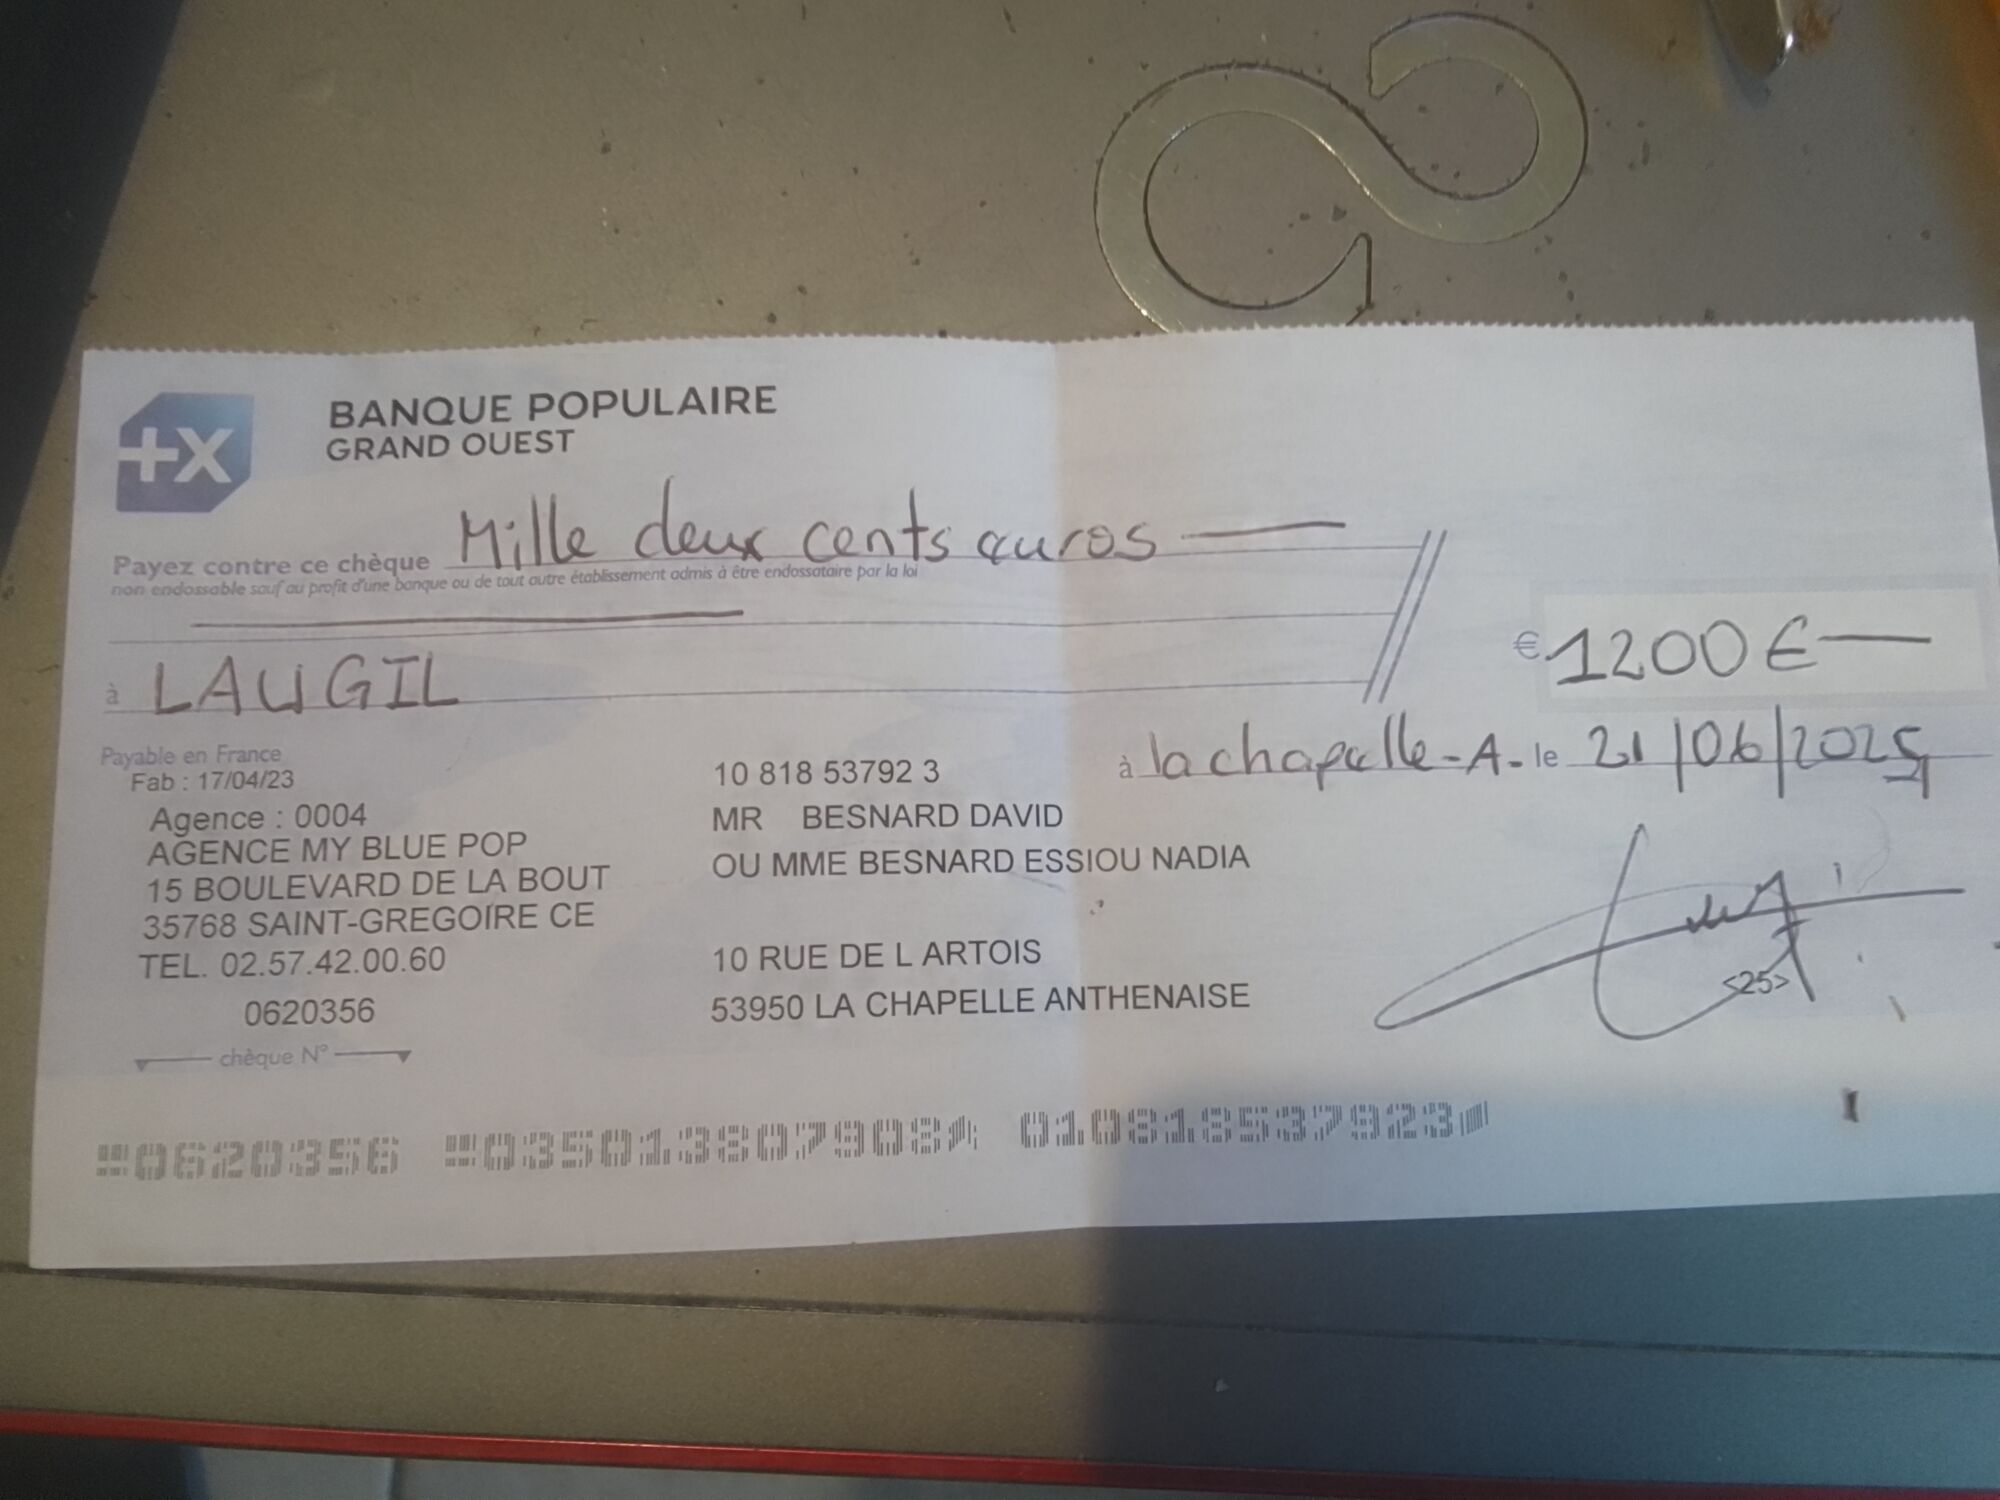 +X
BANQUE POPULAIRE
GRAND OUEST
Payez contre ce chèque Mille deux cents euros
non endossable sauf au profit d'une banque ou de tout autre établissement admis à être endossataire par la loi
€ 1200 €
à LAUGIL
à la chapelle-A- le 21/06/2025
Payable en France
Fab : 17/04/23
Agence : 0004
AGENCE MY BLUE POP
15 BOULEVARD DE LA BOUT
35768 SAINT-GREGOIRE CE
TEL. 02.57.42.00.60
0620356
chèque N°
10 818 53792 3
MR BESNARD DAVID
OU MME BESNARD ESSIOU NADIA
10 RUE DE L ARTOIS
53950 LA CHAPELLE ANTHENAISE
<25>
0620356 035013807908 010818537923